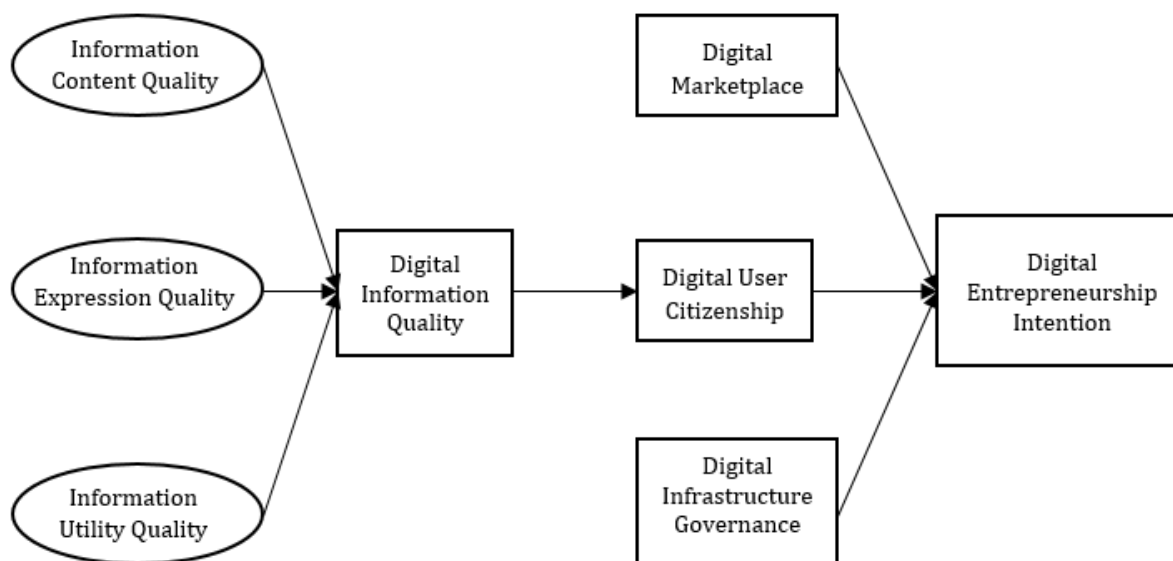 Information
Content Quality
Digital
Marketplace
Information
Expression Quality
Digital
Information
Quality
Digital User
Citizenship
Digital
Entrepreneurship
Intention
Information
Utility Quality
Digital
Infrastructure
Governance